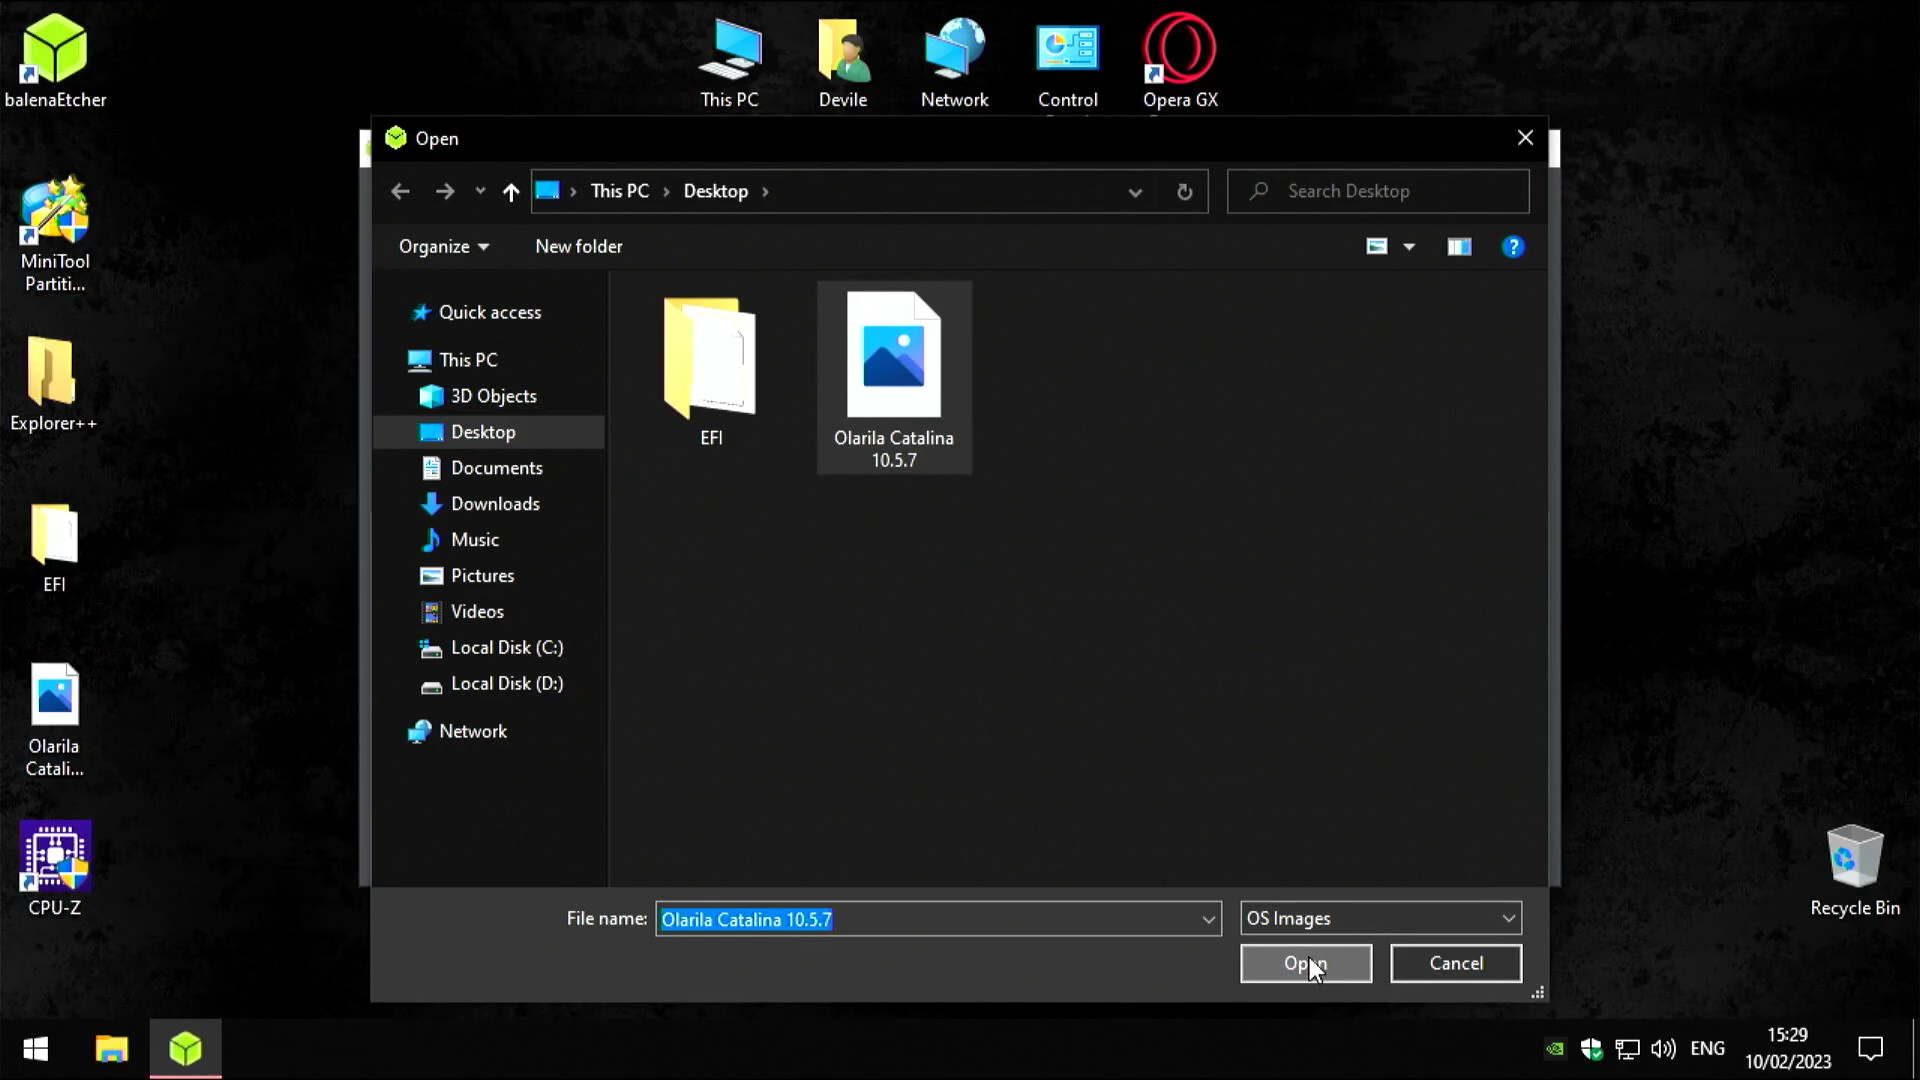 balenaEtcher
This PC
Devile
Network
Control
Opera GX
MiniTool
Partiti...
Explorer++
EFI
Olarila
Catali...
CPU-Z
Open
This PC
Desktop
Search Desktop
Organize
New folder
?
Quick access
This PC
3D Objects
Desktop
Documents
Downloads
Music
Pictures
Videos
Local Disk (C:)
Local Disk (D:)
Network
EFI
Olarila Catalina
10.5.7
File name:
Olarila Catalina 10.5.7
OS Images
Open
Cancel
Recycle Bin
ENG
15:29
10/02/2023